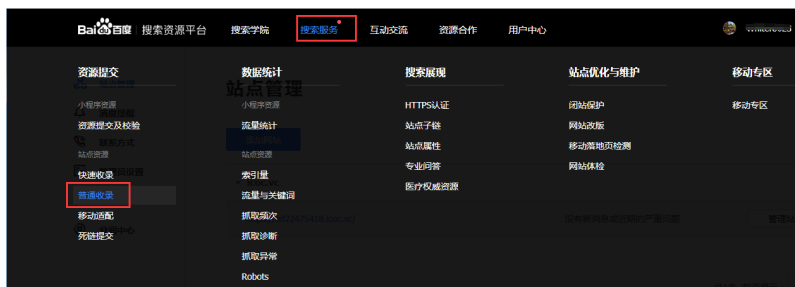 Bai百度 搜索资源平台 搜索学院 搜索服务 互动交流 资源合作 用户中心
资源提交 数据统计 搜索展现 站点优化与维护 移动专区
小程序资源 小程序资源 HTTPS认证 闭站保护 移动专区
资源提交及校验 流量统计 站点子链 网站改版
站点资源 站点资源 站点属性 移动落地页检测
快速收录 索引量 专业问答 网站体检
普通收录 流量与关键词 医疗权威资源
移动适配 抓取频次
死链提交 抓取诊断
抓取异常
Robots
站点管理
联系方式